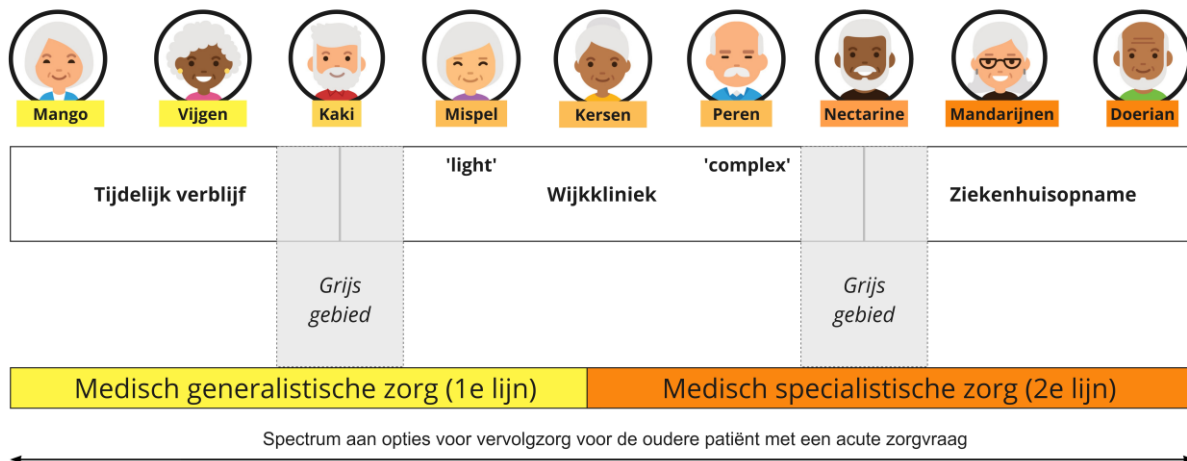 Mango Vijgen Kaki Mispel Kersen Peren Nectarine Mandarijnen Doerian
'light' 'complex'
Tijdelijk verblijf Wijkkliniek Ziekenhuisopname
Grijs Grijs
gebied gebied
Medisch generalistische zorg (1e lijn) Medisch specialistische zorg (2e lijn)
Spectrum aan opties voor vervolgzorg voor de oudere patiënt met een acute zorgvraag